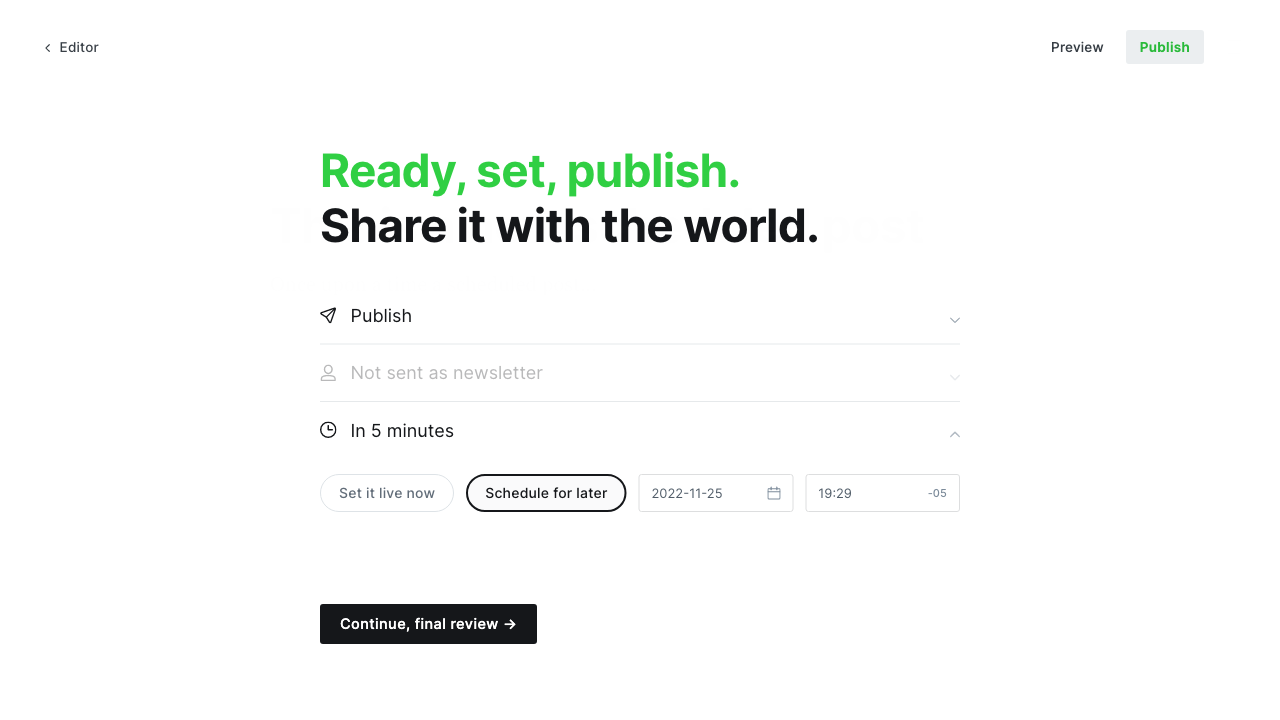 Editor
Preview
Publish
Ready, set, publish.
Share it with the world.
Publish
Not sent as newsletter
In 5 minutes
Set it live now
Schedule for later
2022-11-25
19:29
-05
Continue, final review →